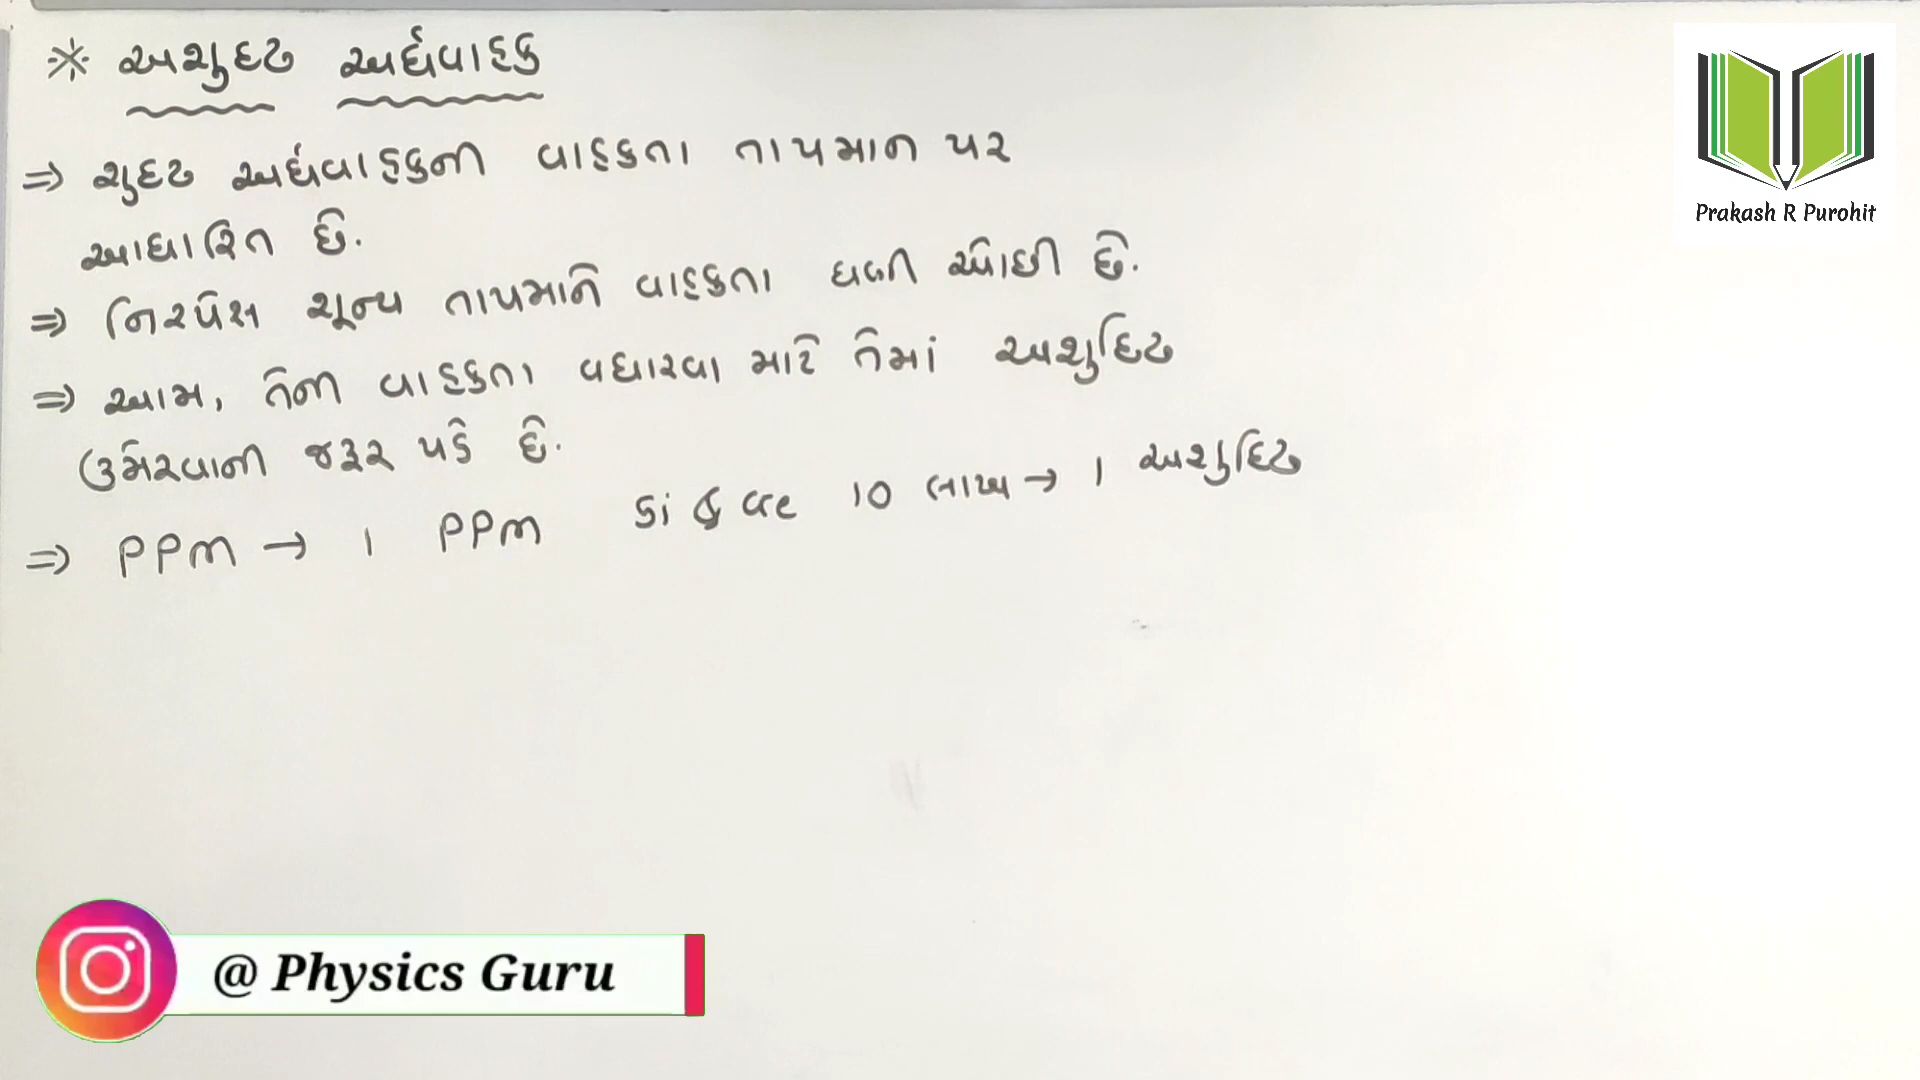 ※ અશુદ્ધ અર્ધવાહક
⇒ શુદ્ધ અર્ધવાહકની વાહકતા તાપમાન પર
આધારિત છે.
⇒ નિરપેક્ષ શૂન્ય તાપમાને વાહકતા ઘણી ઓછી છે.
⇒ આમ, તેની વાહકતા વધારવા માટે તેમાં અશુદ્ધિ
ઉમેરવાની જરૂર પડે છે.
⇒ PPM → 1 PPM 10 લાખ → 1 અશુદ્ધિ
Prakash R Purohit
@ Physics Guru